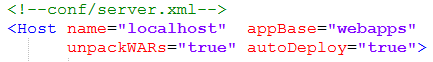 <!--conf/server.xml-->
<Host name="localhost"  appBase="webapps"
unpackWARs="true" autoDeploy="true">